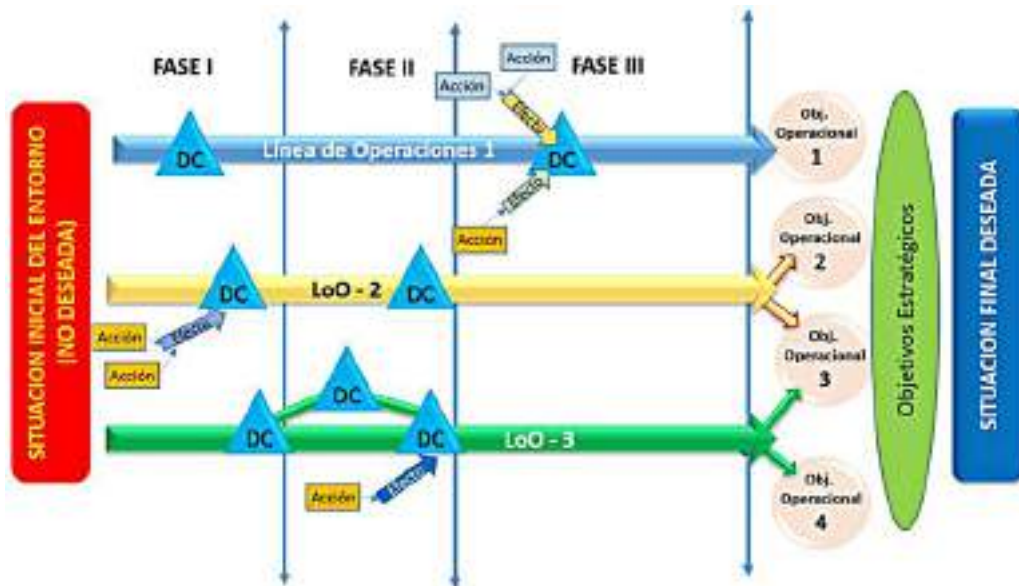 SITUACION INICIAL DEL ENTORNO
(NO DESEADA)
FASE I
FASE II
FASE III
Acción
Acción
Efecto
DC
Línea de Operaciones 1
DC
Efecto
Acción
Obj.
Operacional
1
DC
LoO - 2
DC
Acción
Efecto
Acción
Obj.
Operacional
2
Obj.
Operacional
3
DC
DC
DC
LoO - 3
Acción
Efecto
Obj.
Operacional
4
Objetivos Estratégicos
SITUACION FINAL DESEADA